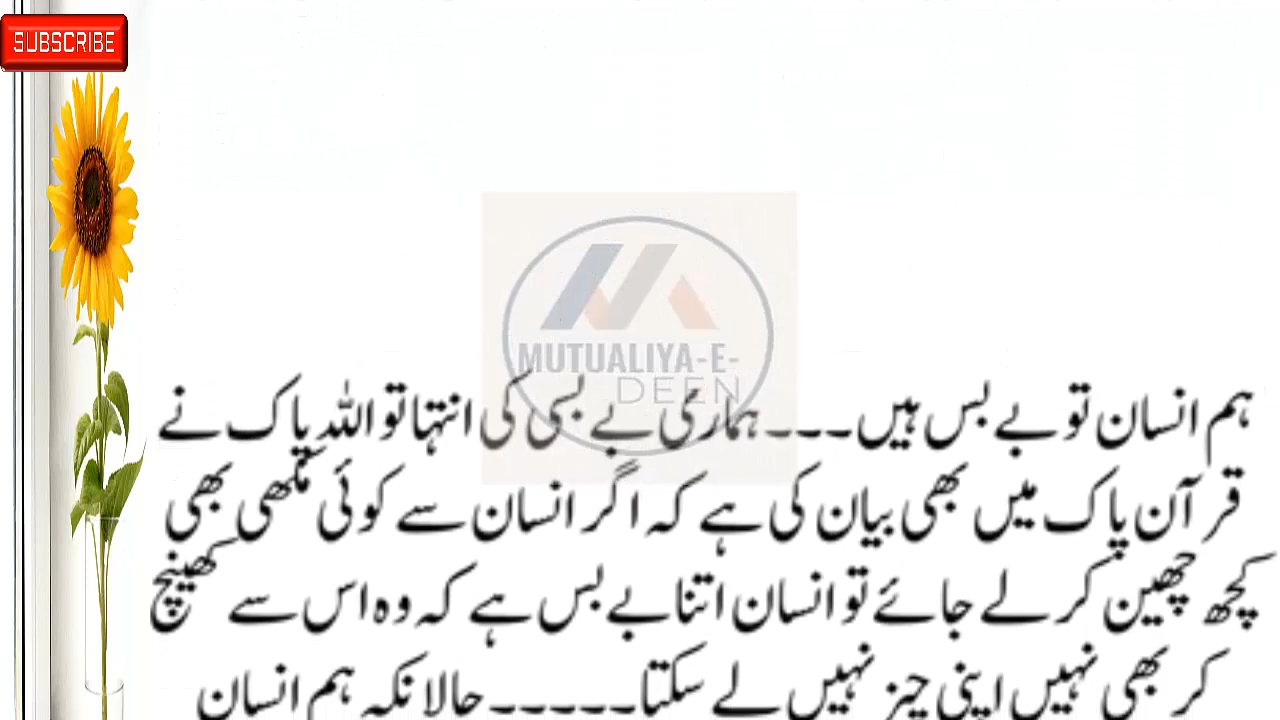 SUBSCRIBE
MUTUALIYA-E-
DEEN
ہم انسان تو بے بس ہیں۔۔۔ہماری بے بسی کی انتہا تو اللہ پاک نے
قرآن پاک میں بھی بیان کی ہے کہ اگر انسان سے کوئی مکھی بھی
کچھ چھین کر لے جائے تو انسان اتنا بے بس ہے کہ وہ اس سے کھینچ
کر بھی نہیں اپنی چیز نہیں لے سکتا۔۔۔۔۔حالانکہ ہم انسان